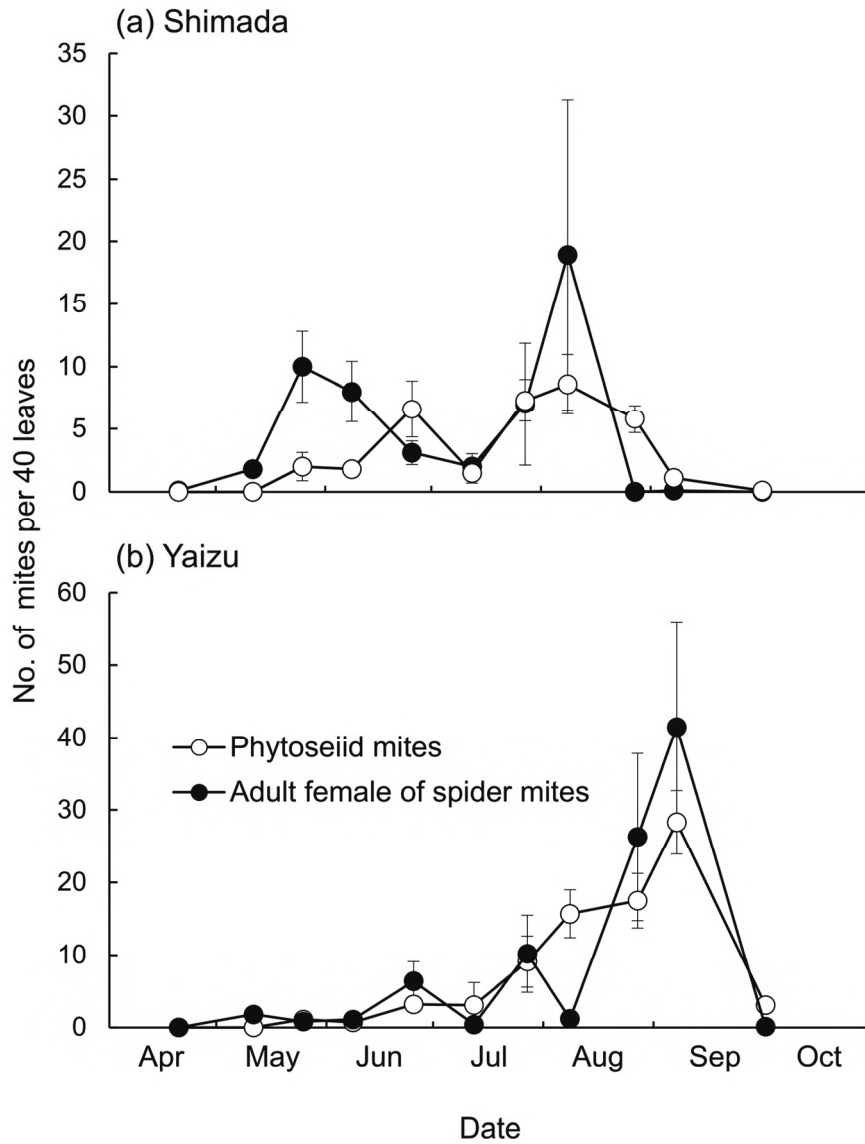 (a) Shimada
35
30
25
20
15
10
5
0
No. of mites per 40 leaves
(b) Yaizu
60
50
40
30
20
10
0
Phytoseiid mites
Adult female of spider mites
Apr May Jun Jul Aug Sep Oct
Date